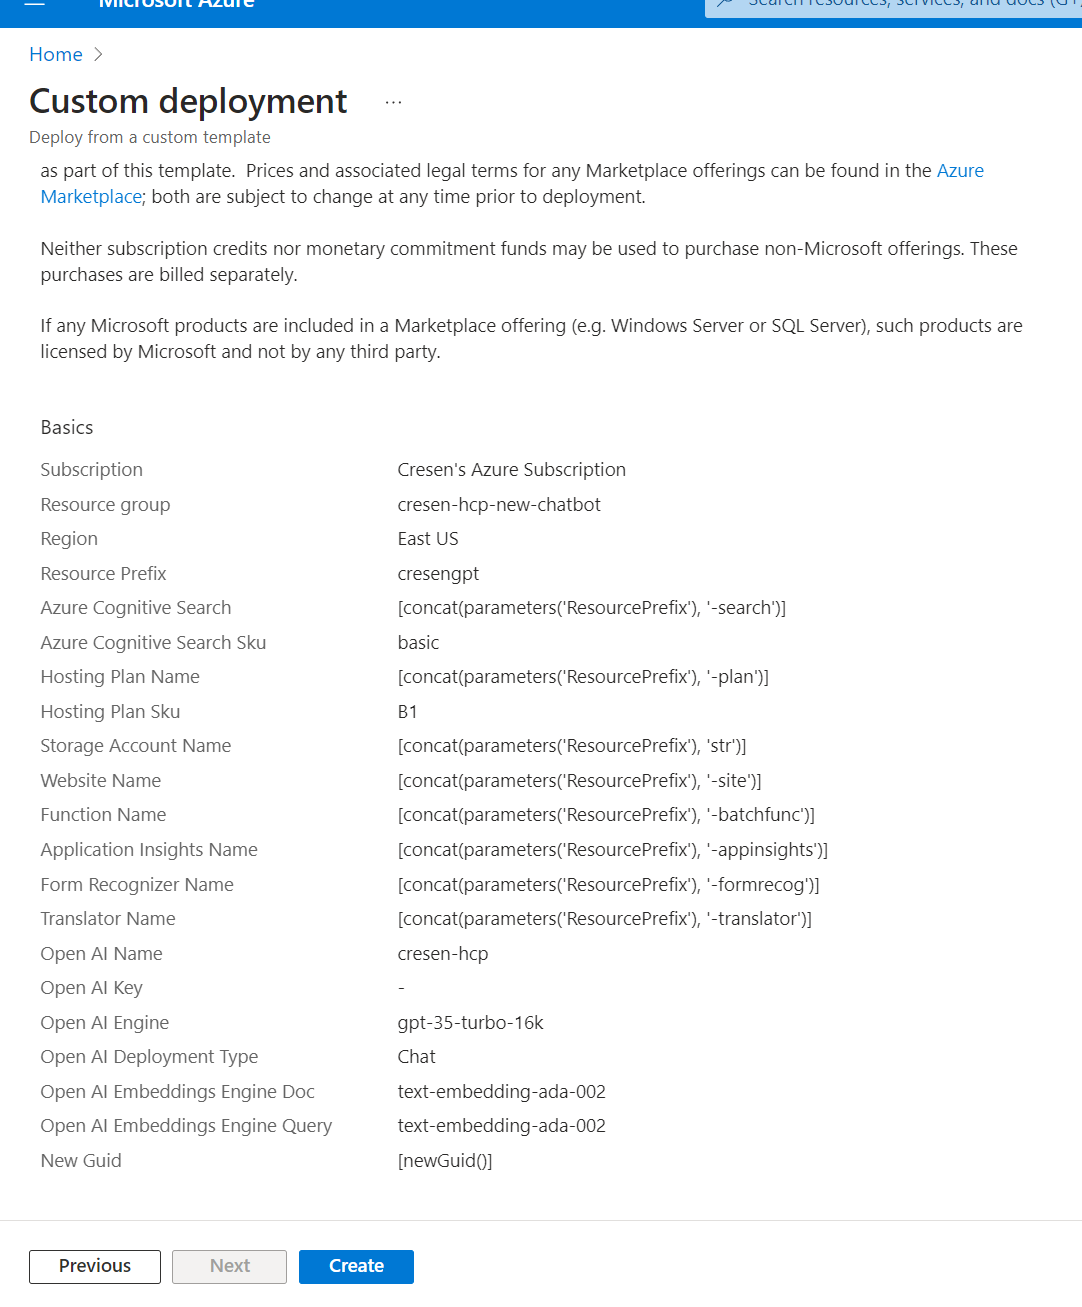 Microsoft Azure
Search resources, services, and docs (G+/)
Home
Custom deployment
...
Deploy from a custom template
as part of this template. Prices and associated legal terms for any Marketplace offerings can be found in the Azure
Marketplace; both are subject to change at any time prior to deployment.
Neither subscription credits nor monetary commitment funds may be used to purchase non-Microsoft offerings. These
purchases are billed separately.
If any Microsoft products are included in a Marketplace offering (e.g. Windows Server or SQL Server), such products are
licensed by Microsoft and not by any third party.
Basics
Subscription Cresen's Azure Subscription
Resource group cresen-hcp-new-chatbot
Region East US
Resource Prefix cresengpt
Azure Cognitive Search [concat(parameters('ResourcePrefix'), '-search')]
Azure Cognitive Search Sku basic
Hosting Plan Name [concat(parameters('ResourcePrefix'), '-plan')]
Hosting Plan Sku B1
Storage Account Name [concat(parameters('ResourcePrefix'), 'str')]
Website Name [concat(parameters('ResourcePrefix'), '-site')]
Function Name [concat(parameters('ResourcePrefix'), '-batchfunc')]
Application Insights Name [concat(parameters('ResourcePrefix'), '-appinsights')]
Form Recognizer Name [concat(parameters('ResourcePrefix'), '-formrecog')]
Translator Name [concat(parameters('ResourcePrefix'), '-translator')]
Open AI Name cresen-hcp
Open AI Key -
Open AI Engine gpt-35-turbo-16k
Open AI Deployment Type Chat
Open AI Embeddings Engine Doc text-embedding-ada-002
Open AI Embeddings Engine Query text-embedding-ada-002
New Guid [newGuid()]
Previous Next Create